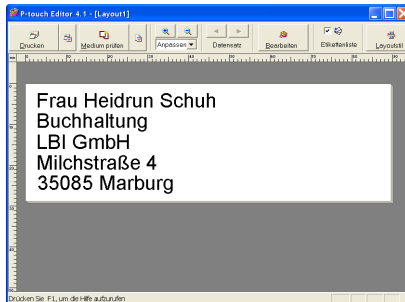 P-touch Editor 4.1 - [Layout1]
Drucken
Medium prüfen
Anpassen
Datensatz
Bearbeiten
Etikettenliste
Layoutstil
Frau Heidrun Schuh
Buchhaltung
LBI GmbH
Milchstraße 4
35085 Marburg
Drücken Sie F1, um die Hilfe aufzurufen